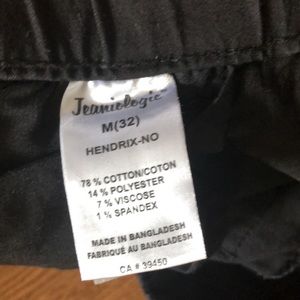 Jeaniologie
M(32)
HENDRIX-NO
78 % COTTON/COTON
14 % POLYESTER
7 % VISCOSE
1 % SPANDEX
MADE IN BANGLADESH
FABRIQUÉ AU BANGLADESH
CA # 39450